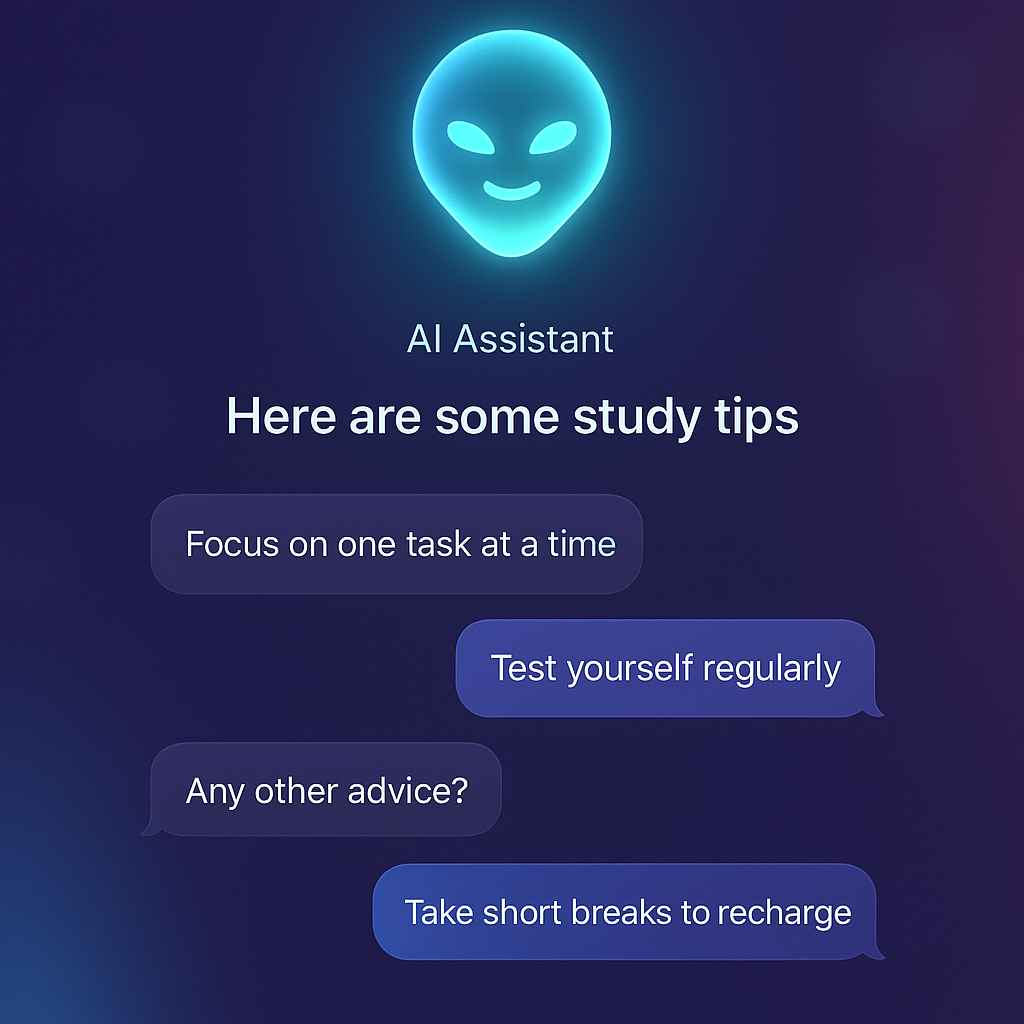 AI Assistant
Here are some study tips
Focus on one task at a time
Test yourself regularly
Any other advice?
Take short breaks to recharge